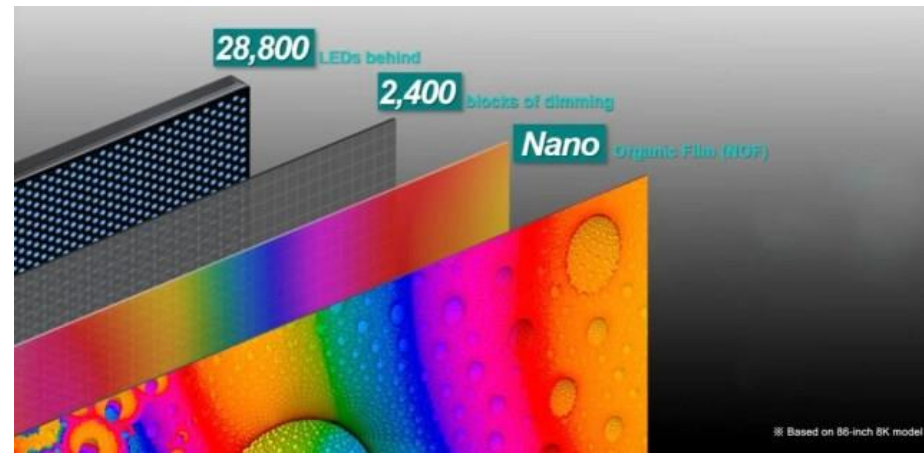 28,800 LEDs behind
2,400 blocks of dimming
Nano Organic Film (NOF)
※ Based on 86-inch 8K model